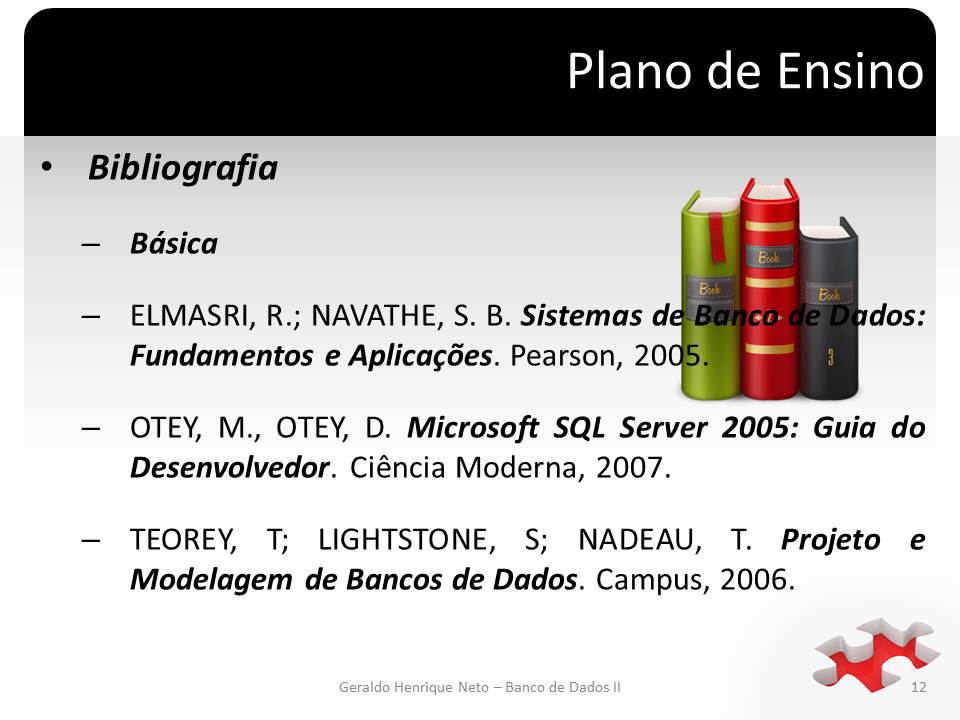 Plano de Ensino
• Bibliografia
– Básica
– ELMASRI, R.; NAVATHE, S. B. Sistemas de Banco de Dados:
Fundamentos e Aplicações. Pearson, 2005.
– OTEY, M., OTEY, D. Microsoft SQL Server 2005: Guia do
Desenvolvedor. Ciência Moderna, 2007.
– TEOREY, T; LIGHTSTONE, S; NADEAU, T. Projeto e
Modelagem de Bancos de Dados. Campus, 2006.
Book
Book
Book
3
Geraldo Henrique Neto – Banco de Dados II
12